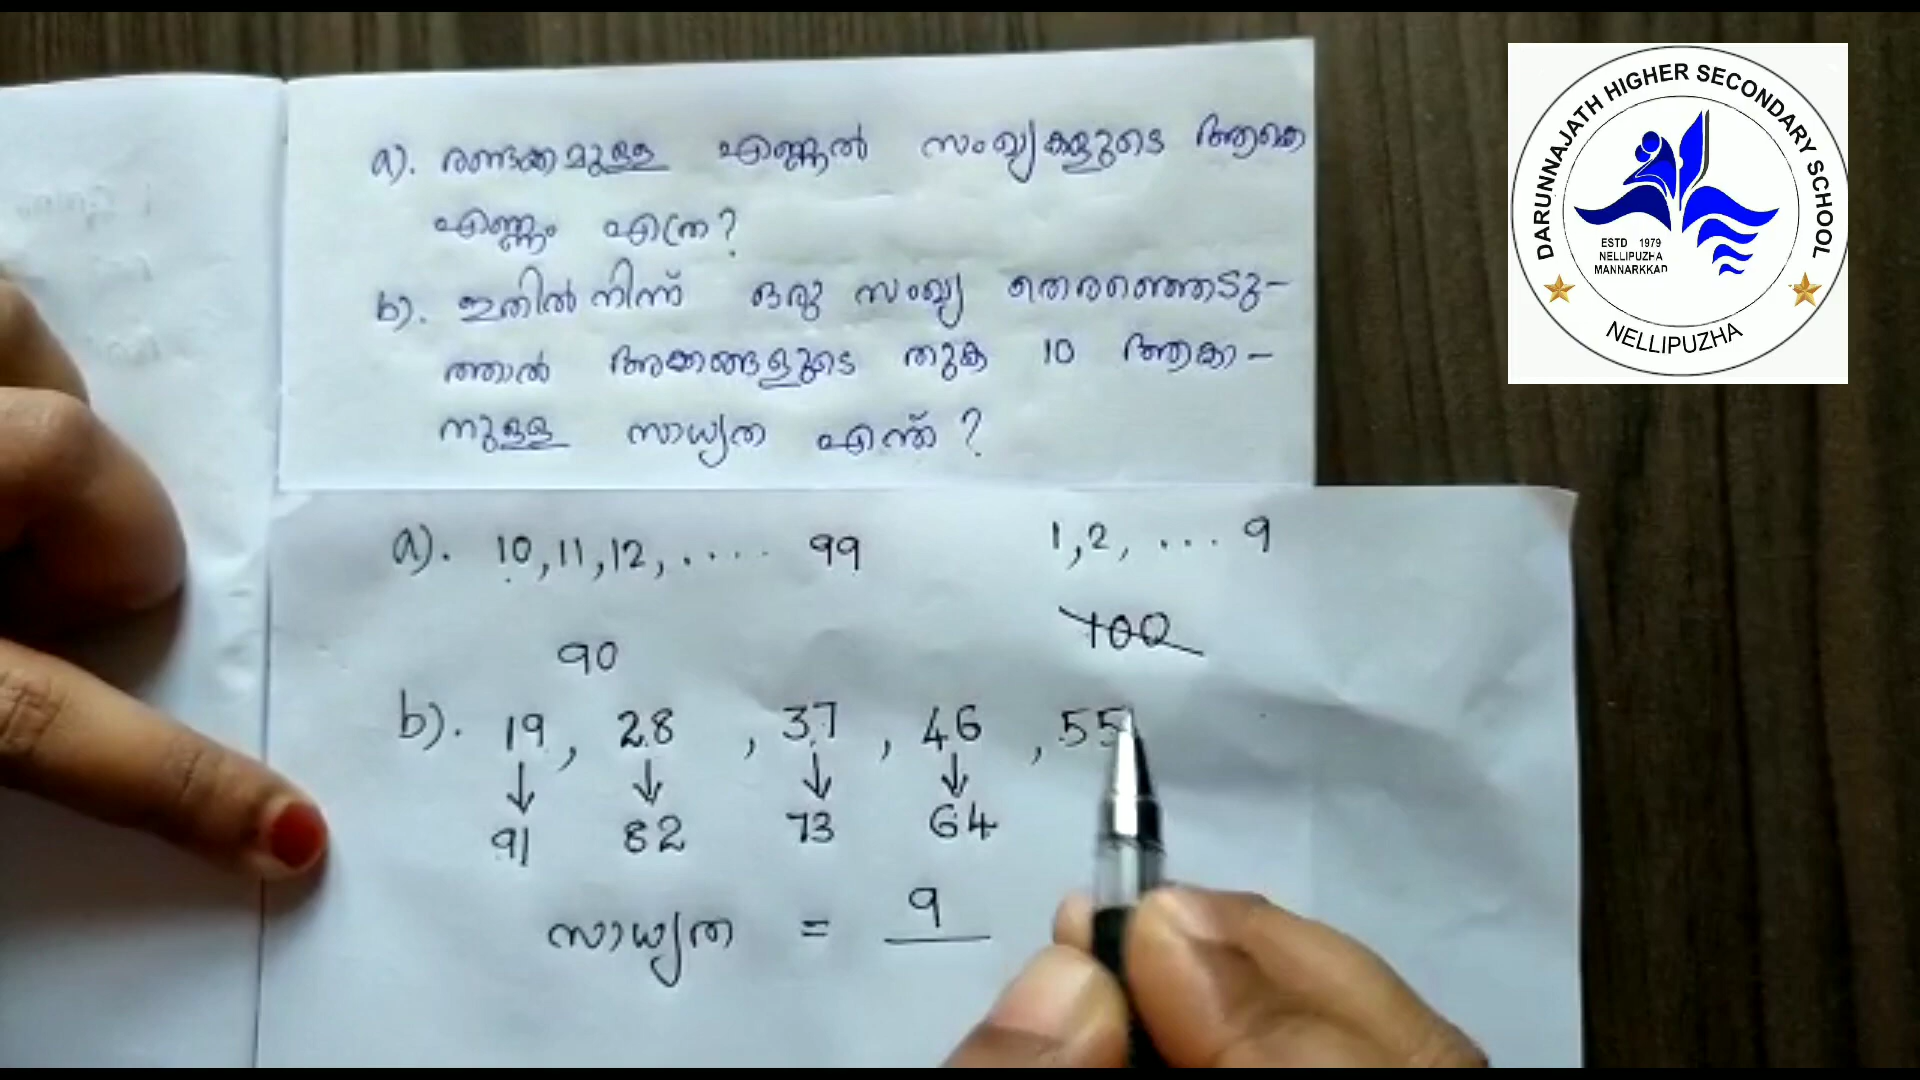 a). രണ്ടക്കമുള്ള എണ്ണൽ സംഖ്യകളുടെ ആകെ
എണ്ണം എത്ര?
b). ഇതിൽ നിന്ന് ഒരു സംഖ്യ തെരഞ്ഞെടു-
ത്താൽ അക്കങ്ങളുടെ തുക 10 ആകാ-
നുള്ള സാധ്യത എന്ത്?
a). 10, 11, 12, ..... 99 1, 2, ... 9
90 100
b). 19, 28, 37, 46, 55
↓ ↓ ↓ ↓
91 82 73 64
സാധ്യത = 9
DARUNNAJATH HIGHER SECONDARY SCHOOL
ESTD 1979
NELLIPUZHA
MANNARKKAD
NELLIPUZHA